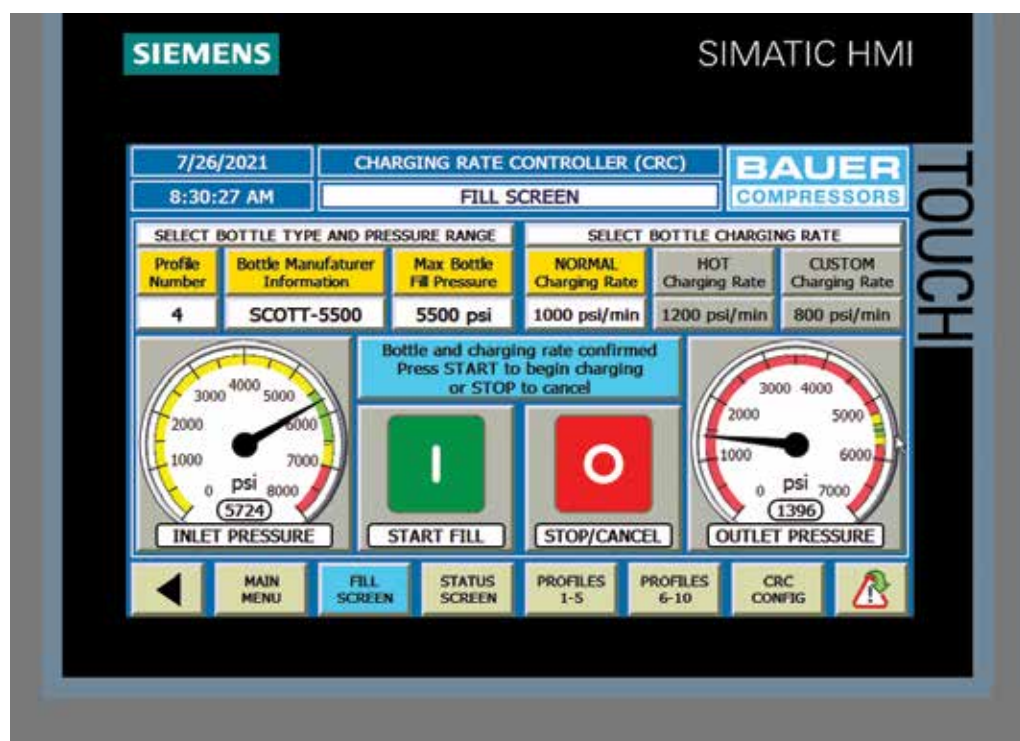 SIEMENS
SIMATIC HMI
TOUCH
7/26/2021
CHARGING RATE CONTROLLER (CRC)
BAUER
COMPRESSORS
8:30:27 AM
FILL SCREEN
SELECT BOTTLE TYPE AND PRESSURE RANGE
SELECT BOTTLE CHARGING RATE
Profile
Number
Bottle Manufaturer
Information
Max Bottle
Fill Pressure
NORMAL
Charging Rate
HOT
Charging Rate
CUSTOM
Charging Rate
4
SCOTT-5500
5500 psi
1000 psi/min
1200 psi/min
800 psi/min
Bottle and charging rate confirmed
Press START to begin charging
or STOP to cancel
0
1000
2000
3000
4000
5000
6000
7000
8000
psi
5724
INLET PRESSURE
I
START FILL
O
STOP/CANCEL
0
1000
2000
3000
4000
5000
6000
7000
psi
1396
OUTLET PRESSURE
MAIN
MENU
FILL
SCREEN
STATUS
SCREEN
PROFILES
1-5
PROFILES
6-10
CRC
CONFIG
!